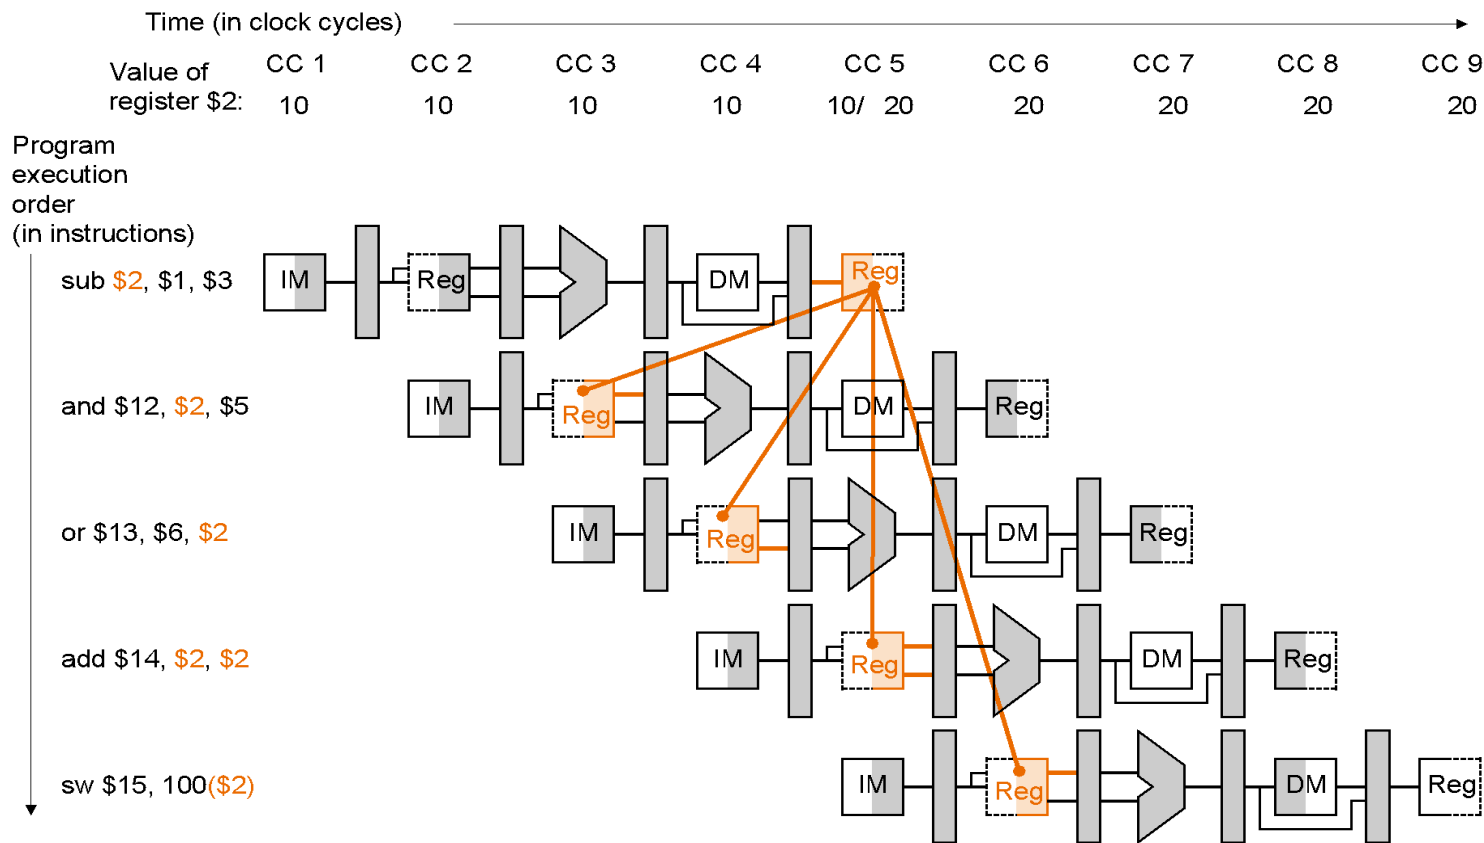 Time (in clock cycles)
CC 1 CC 2 CC 3 CC 4 CC 5 CC 6 CC 7 CC 8 CC 9
Value of
register $2: 10 10 10 10 10/ 20 20 20 20 20
Program
execution
order
(in instructions)
sub $2, $1, $3 IM Reg DM Reg
and $12, $2, $5 IM Reg DM Reg
or $13, $6, $2 IM Reg DM Reg
add $14, $2, $2 IM Reg DM Reg
sw $15, 100($2) IM Reg DM Reg